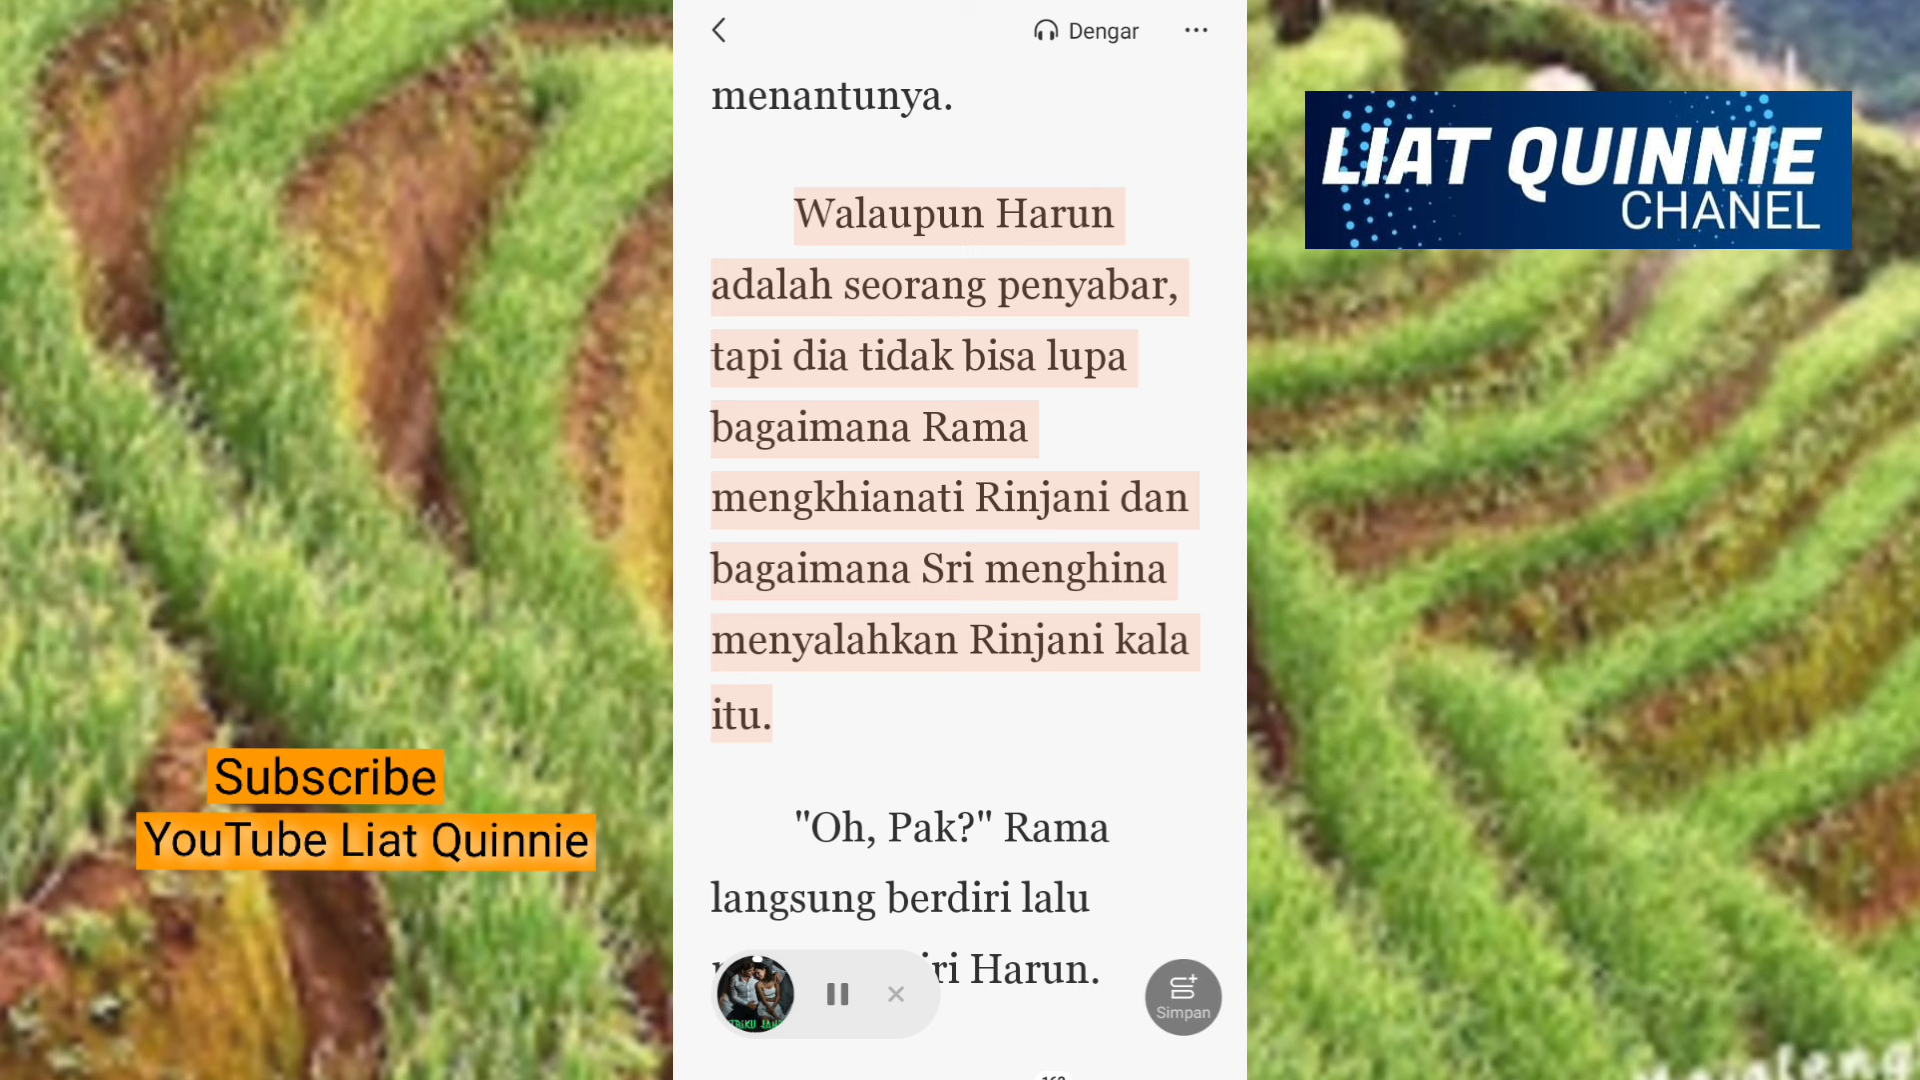 Dengar
menantunya.
LIAT QUINNIE
CHANEL
Walaupun Harun
adalah seorang penyabar,
tapi dia tidak bisa lupa
bagaimana Rama
mengkhianati Rinjani dan
bagaimana Sri menghina
menyalahkan Rinjani kala
itu.
Subscribe
YouTube Liat Quinnie
"Oh, Pak?" Rama
langsung berdiri lalu
Harun.
Simpan